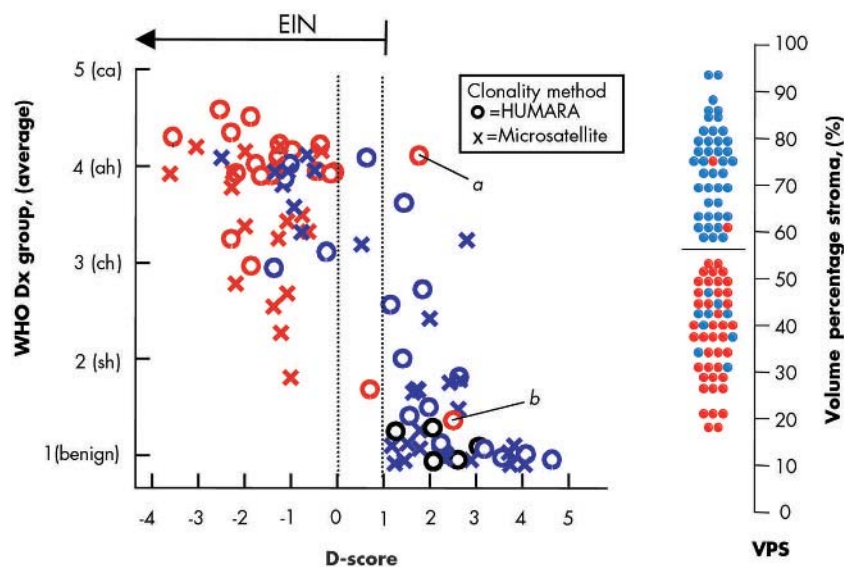 EIN
5 (ca)
4 (ah)
3 (ch)
2 (sh)
1(benign)
WHO Dx group, (average)
Clonality method
O =HUMARA
x =Microsatellite
a
b
-4 -3 -2 -1 0 1 2 3 4 5
D-score
100
90
80
70
60
50
40
30
20
10
0
Volume percentage stroma, (%)
VPS